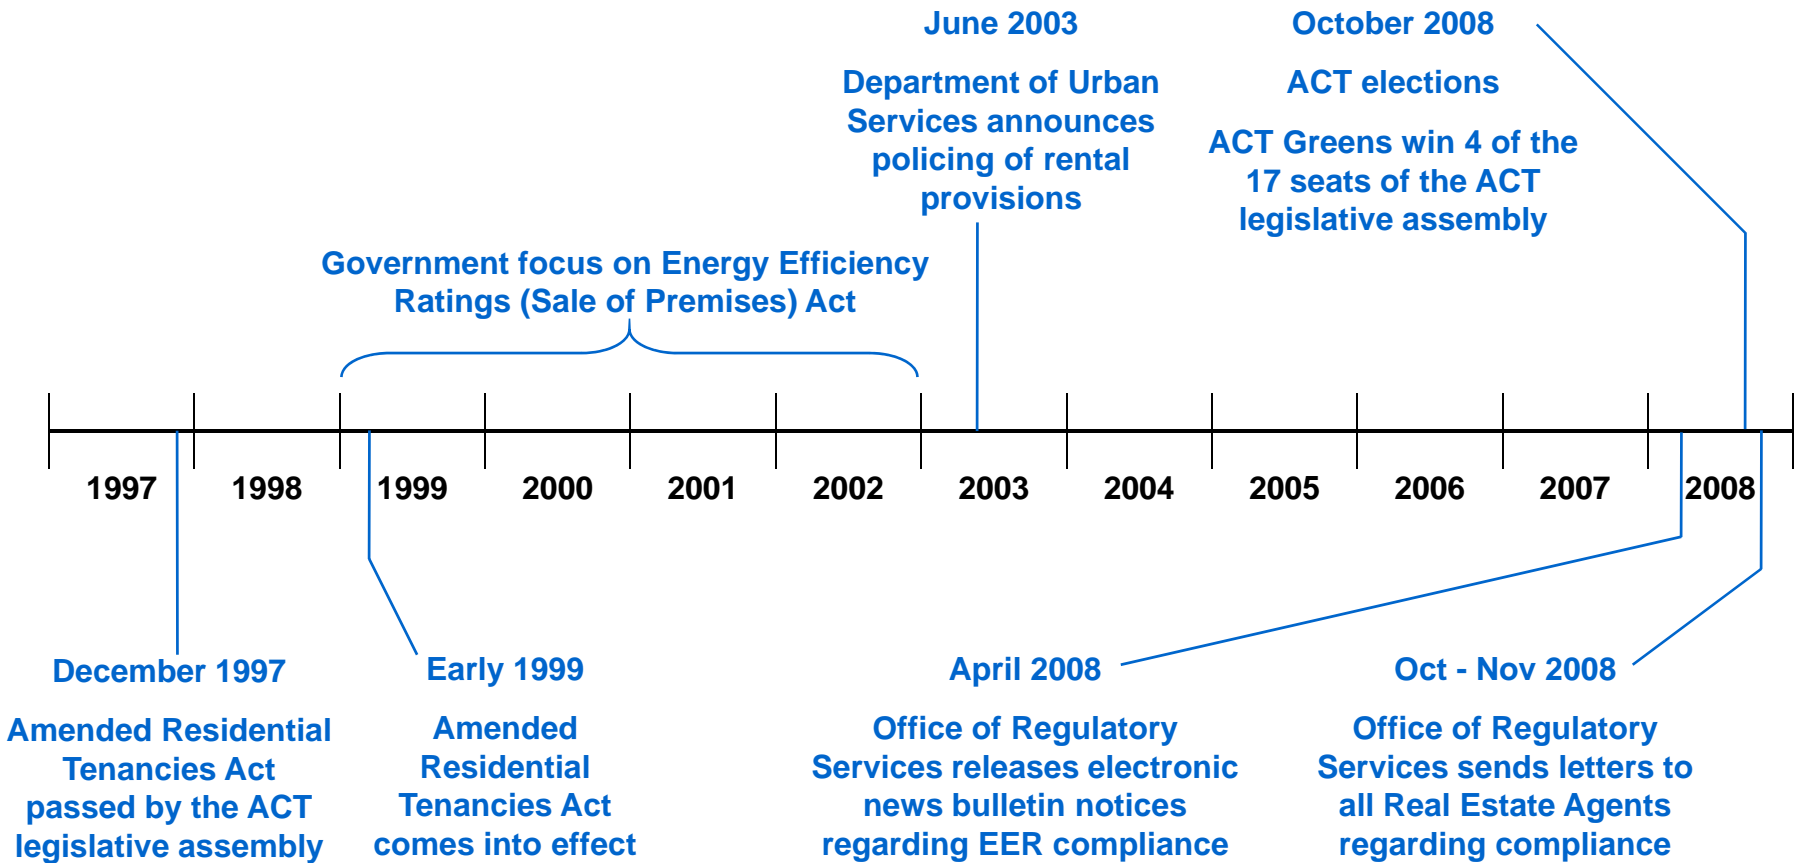 June 2003
Department of Urban
Services announces
policing of rental
provisions
October 2008
ACT elections
ACT Greens win 4 of the
17 seats of the ACT
legislative assembly
Government focus on Energy Efficiency
Ratings (Sale of Premises) Act
1997 1998 1999 2000 2001 2002 2003 2004 2005 2006 2007 2008
December 1997
Amended Residential
Tenancies Act
passed by the ACT
legislative assembly
Early 1999
Amended
Residential
Tenancies Act
comes into effect
April 2008
Office of Regulatory
Services releases electronic
news bulletin notices
regarding EER compliance
Oct - Nov 2008
Office of Regulatory
Services sends letters to
all Real Estate Agents
regarding compliance